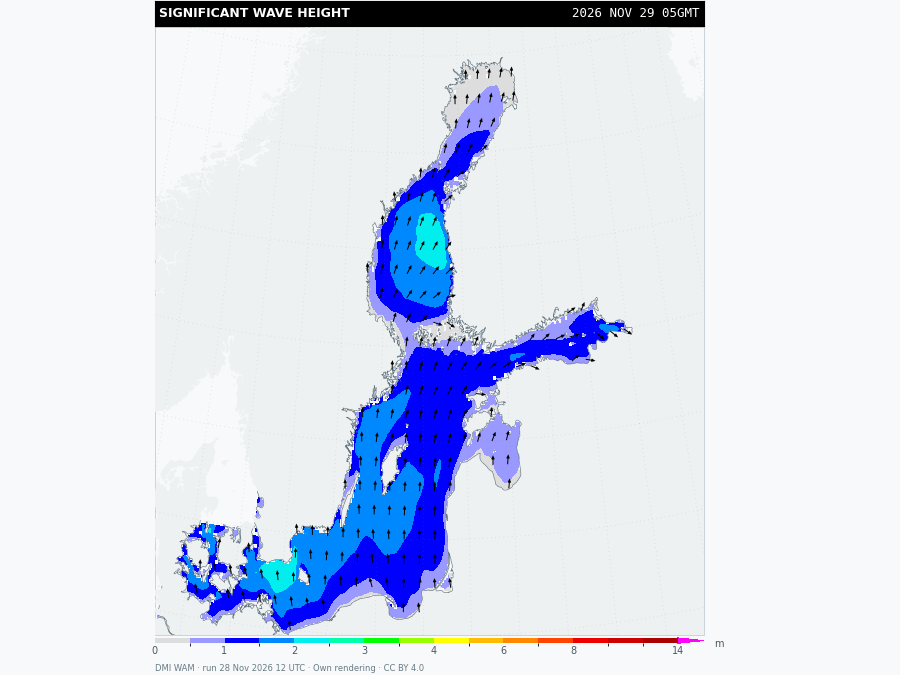 SIGNIFICANT WAVE HEIGHT 2026 NOV 29 05GMT
0 1 2 3 4 6 8 14 m
DMI WAM · run 28 Nov 2026 12 UTC · Own rendering · CC BY 4.0